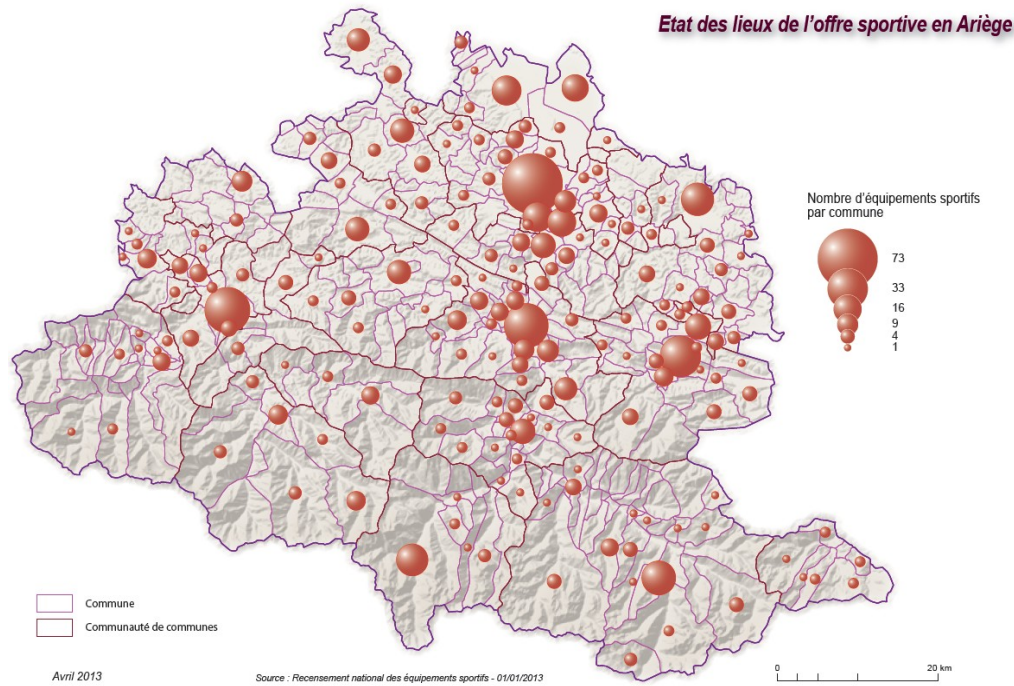 Etat des lieux de l'offre sportive en Ariège
Nombre d'équipements sportifs
par commune
73
33
16
9
4
1
Commune
Communauté de communes
Avril 2013
Source : Recensement national des équipements sportifs - 01/01/2013
0
20 km